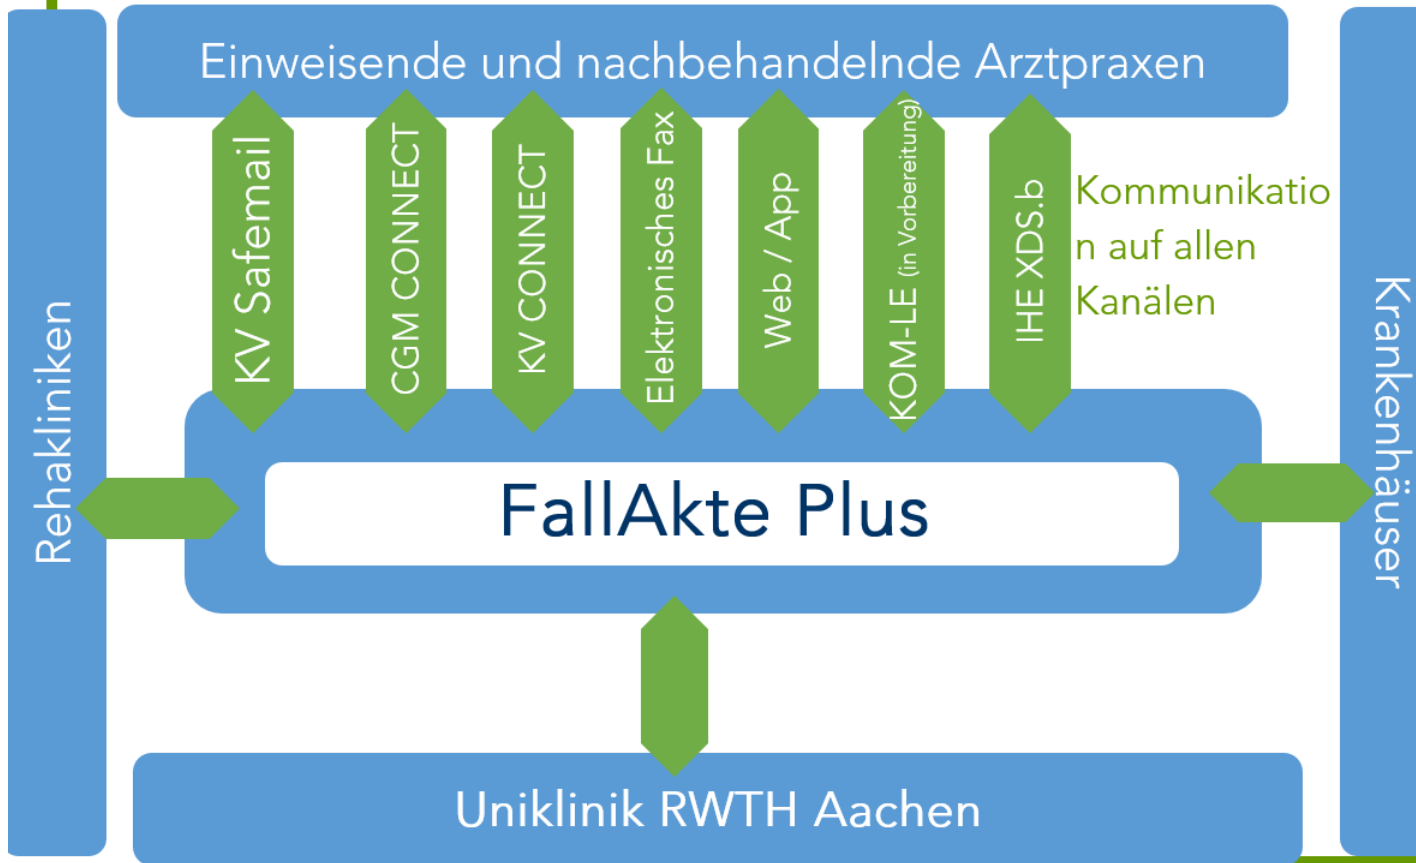 Einweisende und nachbehandelnde Arztpraxen
KV Safemail
CGM CONNECT
KV CONNECT
Elektronisches Fax
Web / App
KOM-LE (in Vorbereitung)
IHE XDS.b
Kommunikatio
n auf allen
Kanälen
Rehakliniken
FallAkte Plus
Krankenhäuser
Uniklinik RWTH Aachen